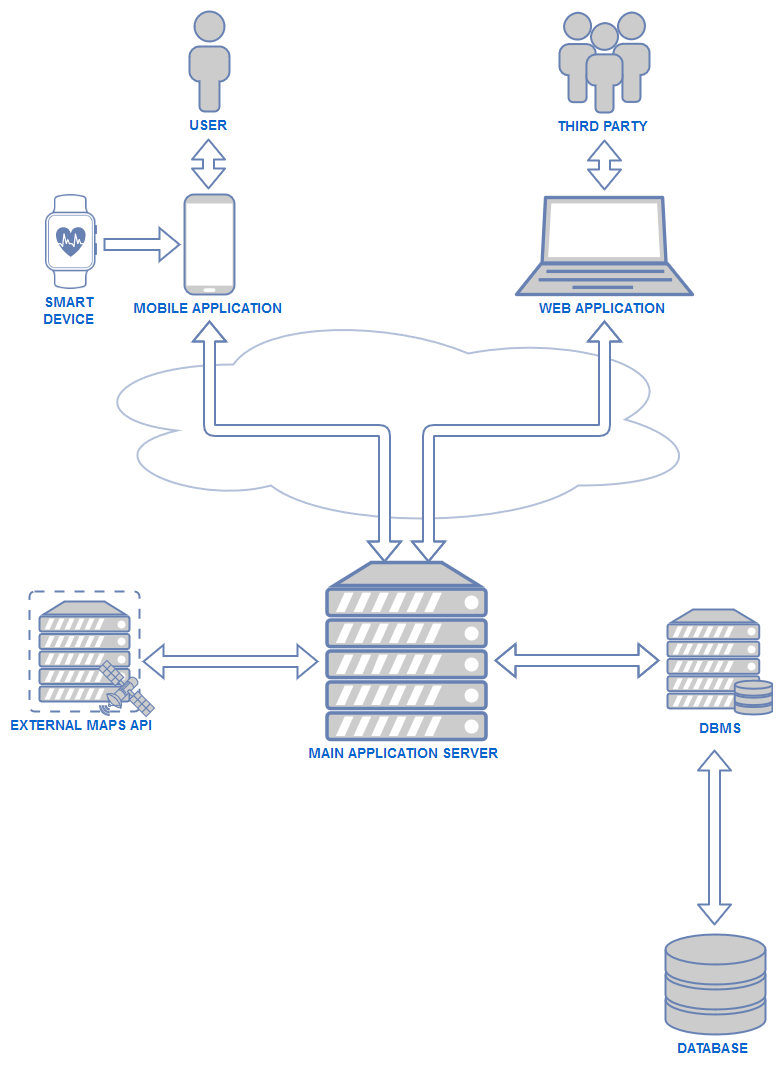 USER
THIRD PARTY
SMART
DEVICE
MOBILE APPLICATION
WEB APPLICATION
EXTERNAL MAPS API
MAIN APPLICATION SERVER
DBMS
DATABASE